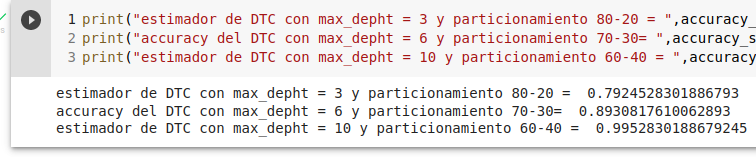 1 print("estimador de DTC con max_depht = 3 y particionamiento 80-20 = ",accuracy_
2 print("accuracy del DTC con max_depht = 6 y particionamiento 70-30= ",accuracy_s
3 print("estimador de DTC con max_depht = 10 y particionamiento 60-40 = ",accuracy
estimador de DTC con max_depht = 3 y particionamiento 80-20 =  0.7924528301886793
accuracy del DTC con max_depht = 6 y particionamiento 70-30=  0.8930817610062893
estimador de DTC con max_depht = 10 y particionamiento 60-40 =  0.9952830188679245